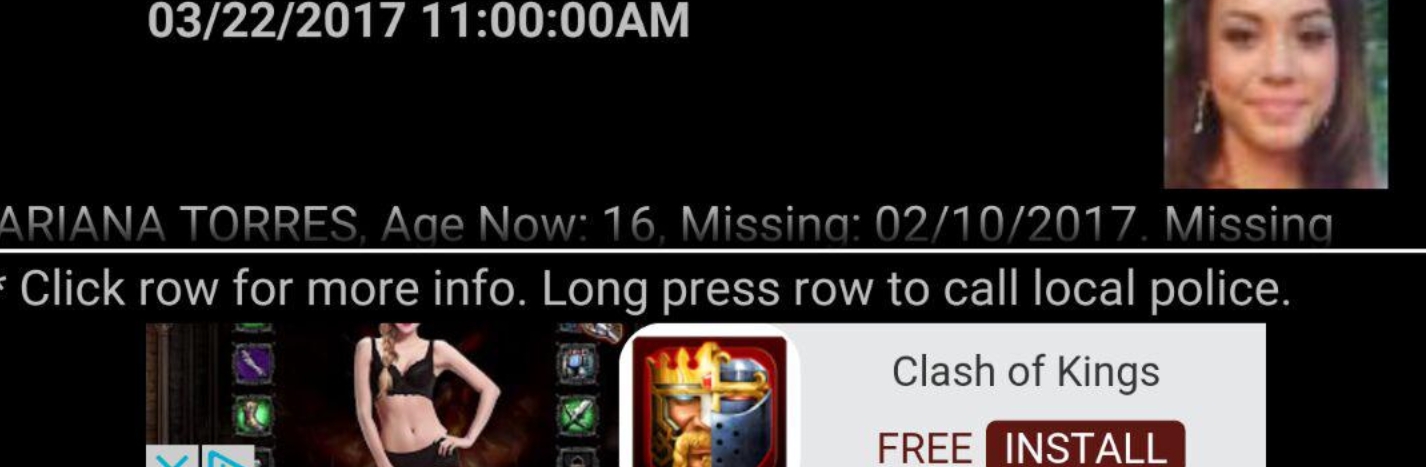 03/22/2017 11:00:00AM
ARIANA TORRES, Age Now: 16, Missing: 02/10/2017. Missing
* Click row for more info. Long press row to call local police.
Clash of Kings
FREE INSTALL